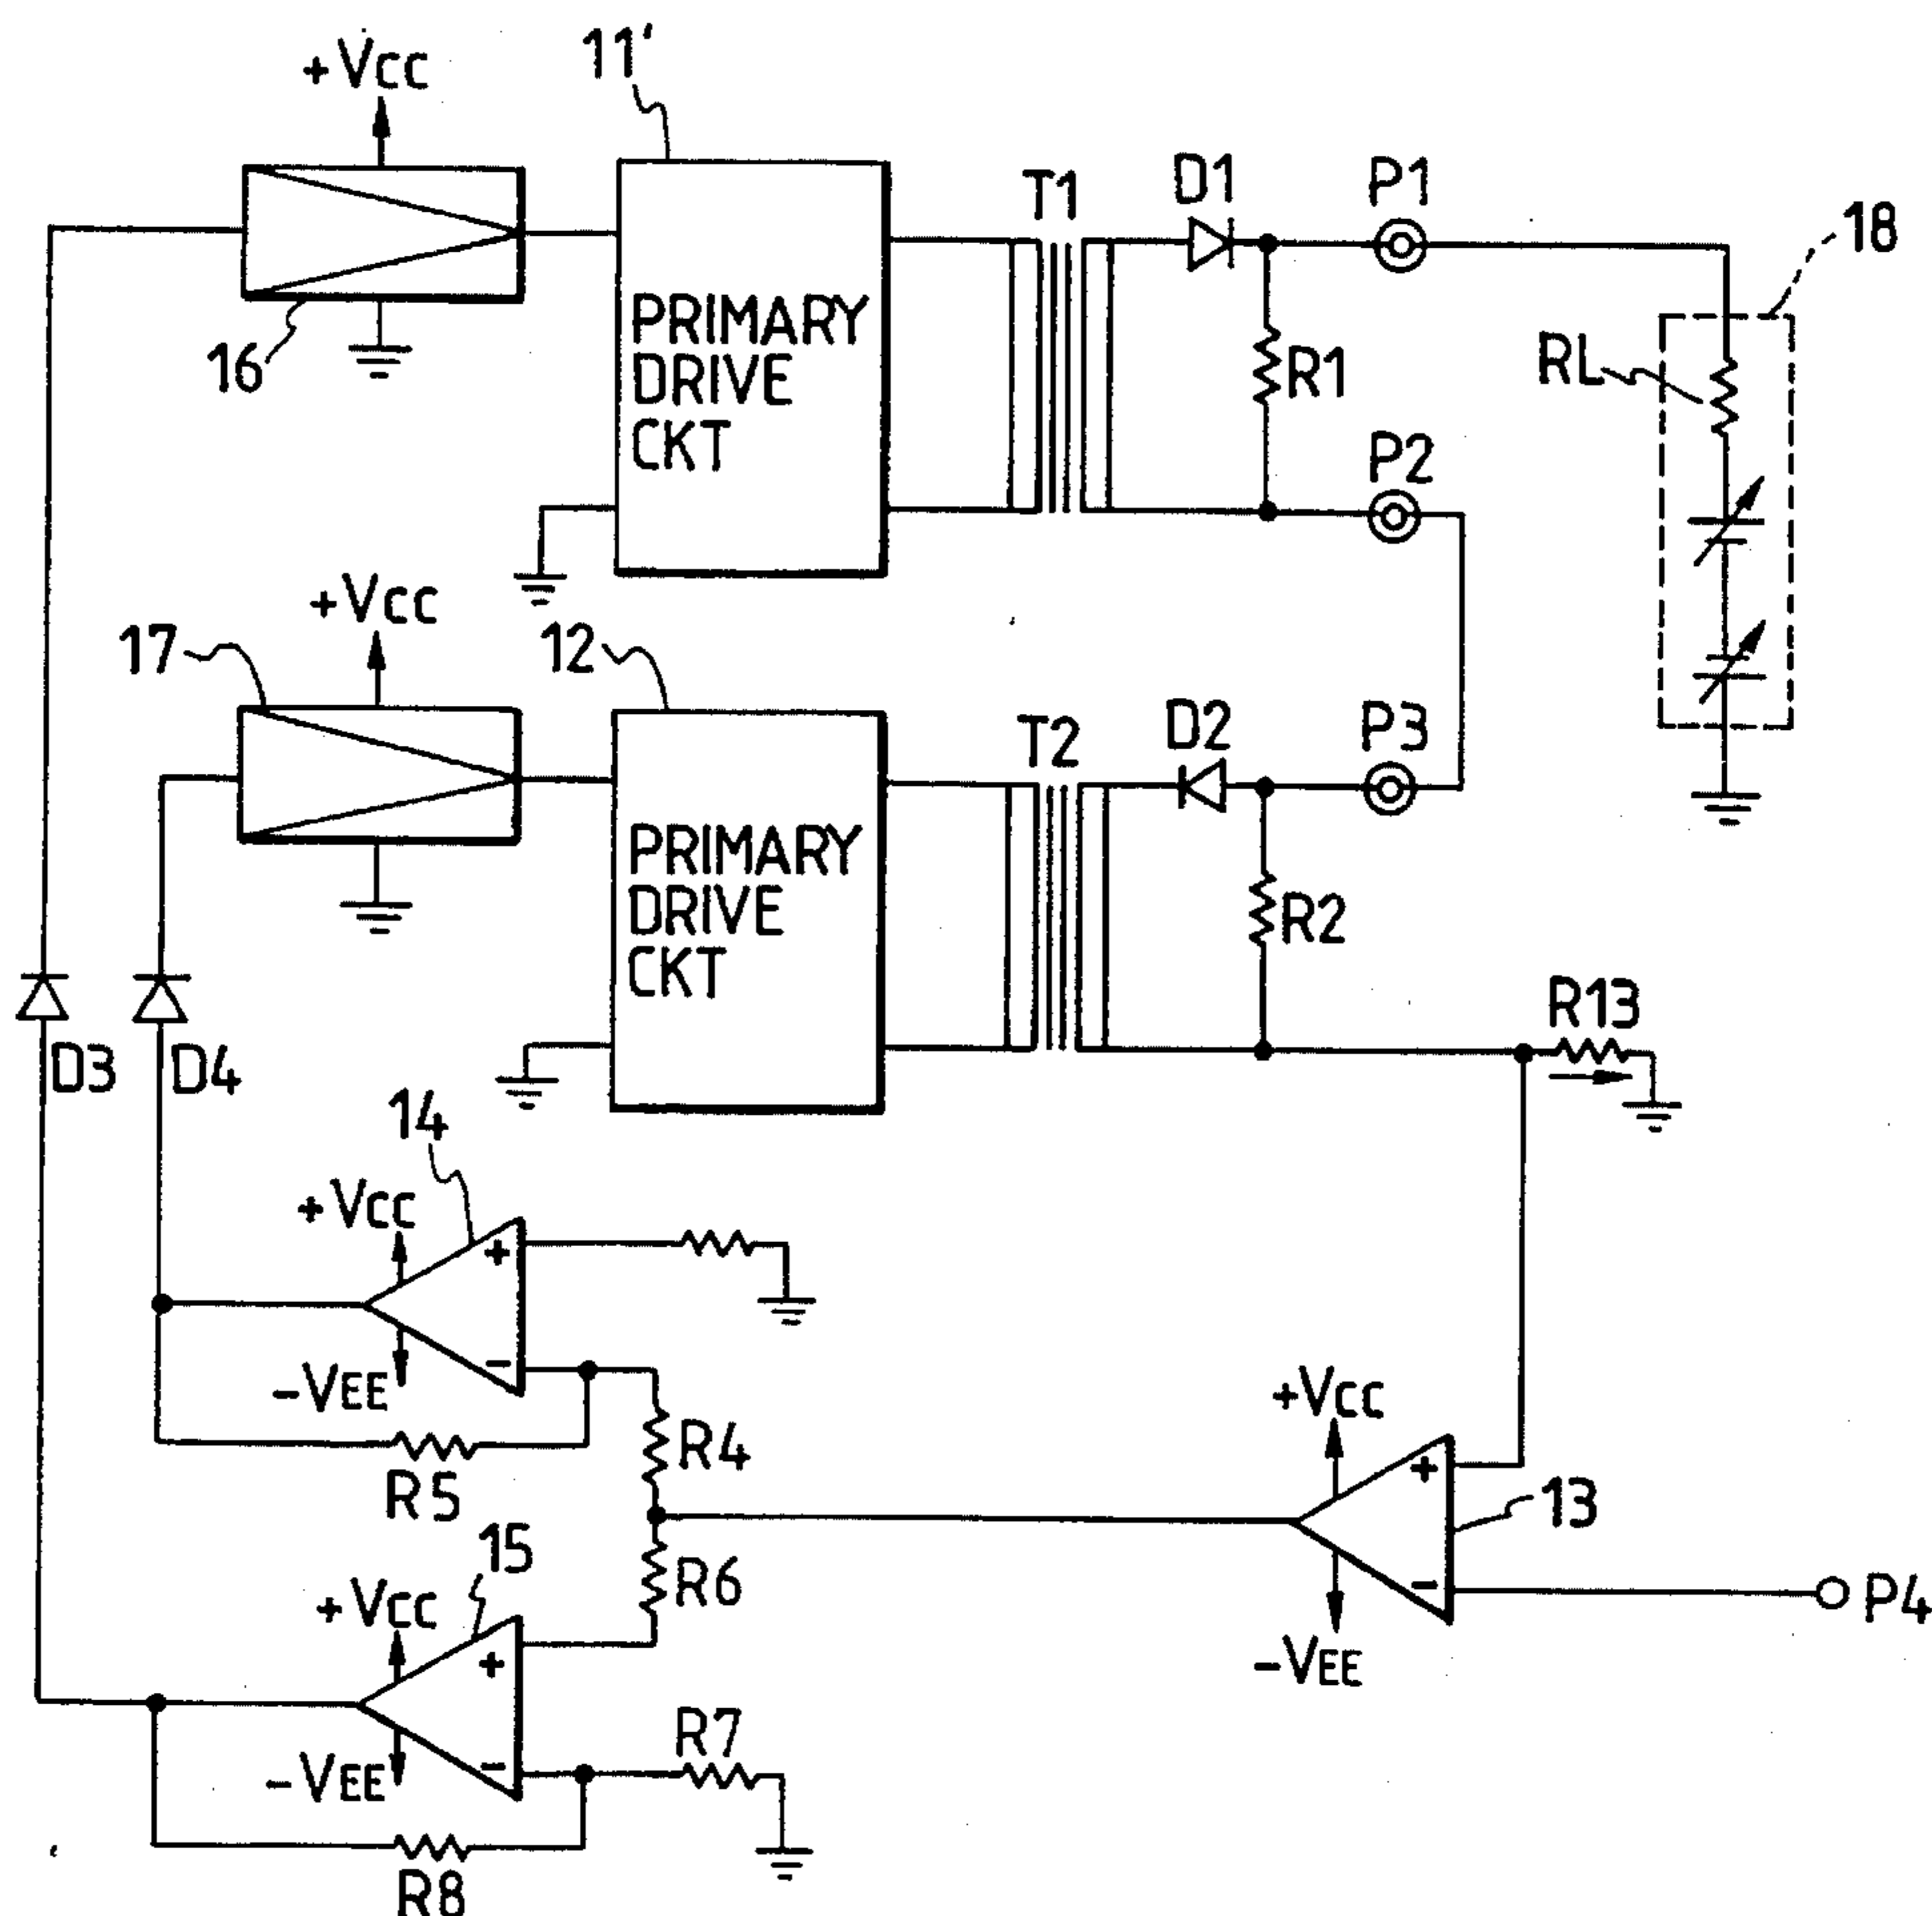 +VCC
11'
T1
D1
P1
18
PRIMARY
DRIVE
CKT
R1
RL
16
P2
+VCC
17
12
T2
D2
P3
PRIMARY
DRIVE
CKT
R2
R13
D3
D4
14
+VCC
+
-
-VEE
R5
R4
+VCC
+
-
13
-VEE
P4
15
+VCC
R6
+
-
-VEE
R7
R8